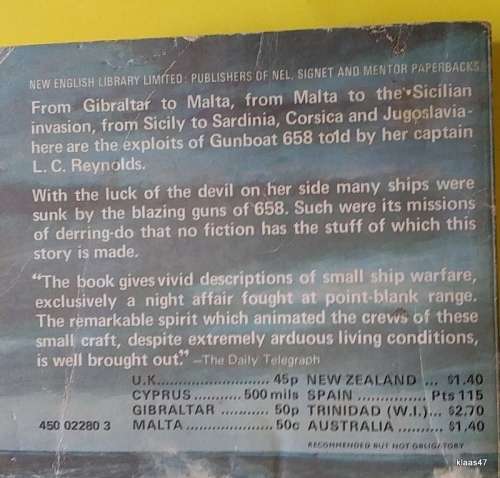 NEW ENGLISH LIBRARY LIMITED: PUBLISHERS OF NEL, SIGNET AND MENTOR PAPERBACKS
From Gibraltar to Malta, from Malta to the Sicilian
invasion, from Sicily to Sardinia, Corsica and Jugoslavia-
here are the exploits of Gunboat 658 told by her captain
L. C. Reynolds.
With the luck of the devil on her side many ships were
sunk by the blazing guns of 658. Such were its missions
of derring-do that no fiction has the stuff of which this
story is made.
"The book gives vivid descriptions of small ship warfare,
exclusively a night affair fought at point-blank range.
The remarkable spirit which animated the crews of these
small craft, despite extremely arduous living conditions,
is well brought out." —The Daily Telegraph
U.K.......................... 45p NEW ZEALAND ... $1.40
CYPRUS........... 500 mils SPAIN ............... Pts 115
GIBRALTAR ........... 50p TRINIDAD (W.I.)... $2.70
450 02280 3 MALTA.................... 50c AUSTRALIA ......... $1.40
RECOMMENDED BUT NOT OBLIGATORY
klaas47